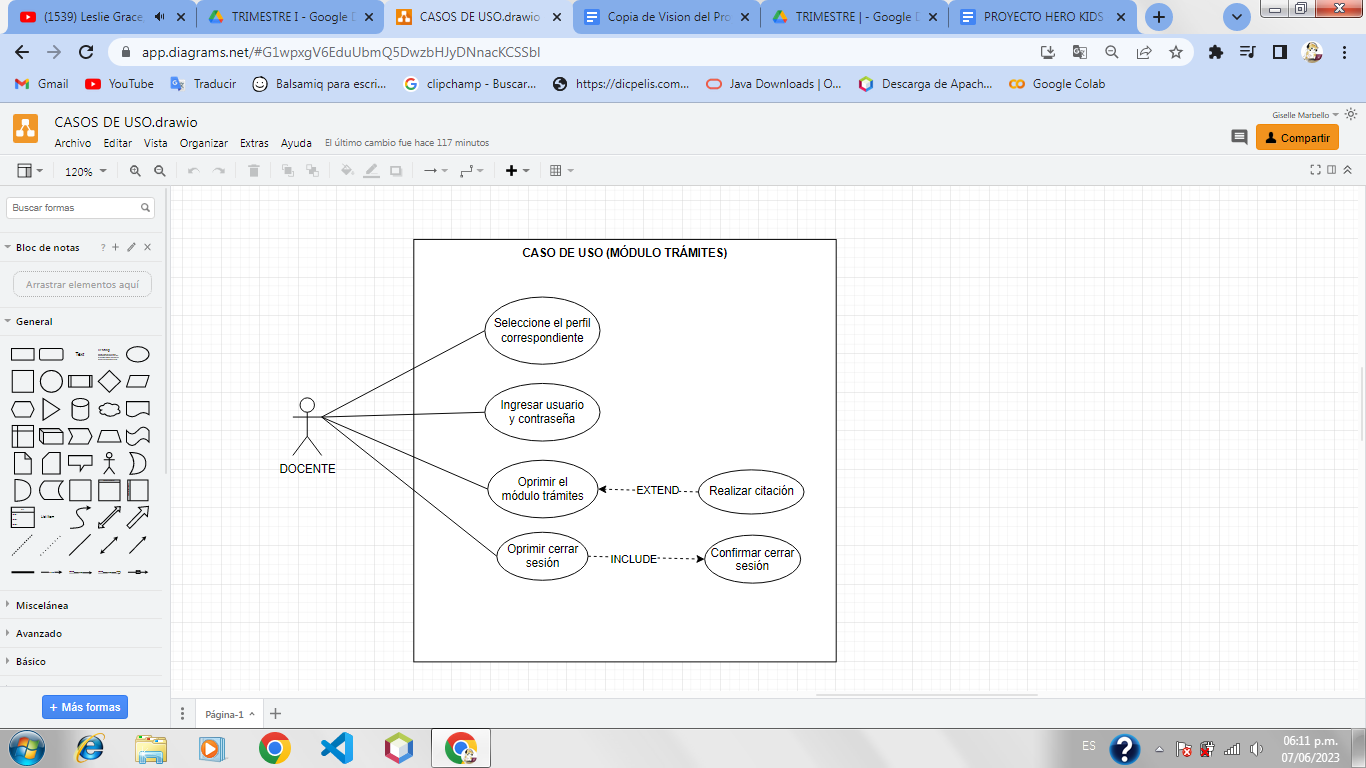 (1539) Leslie Grace
TRIMESTRE I - Google D
CASOS DE USO.drawio
Copia de Vision del Pro
TRIMESTRE | - Google D
PROYECTO HERO KIDS
app.diagrams.net/#G1wpxgV6EduUbmQ5DwzbHJyDNnacKCSSbI
Gmail
YouTube
Traducir
Balsamiq para escri...
clipchamp - Buscar...
https://dicpelis.com...
Java Downloads | O...
Descarga de Apach...
Google Colab
CASOS DE USO.drawio
Giselle Marbello
Archivo Editar Vista Organizar Extras Ayuda El último cambio fue hace 117 minutos
Compartir
120%
Buscar formas
Bloc de notas
?
Arrastrar elementos aquí
General
Text
Heading
Miscelánea
Avanzado
Básico
+ Más formas
CASO DE USO (MÓDULO TRÁMITES)
Seleccione el perfil
correspondiente
Ingresar usuario
y contraseña
DOCENTE
Oprimir el
módulo trámites
EXTEND
Realizar citación
Oprimir cerrar
sesión
INCLUDE
Confirmar cerrar
sesión
Página-1
ES
?
06:11 p.m.
07/06/2023